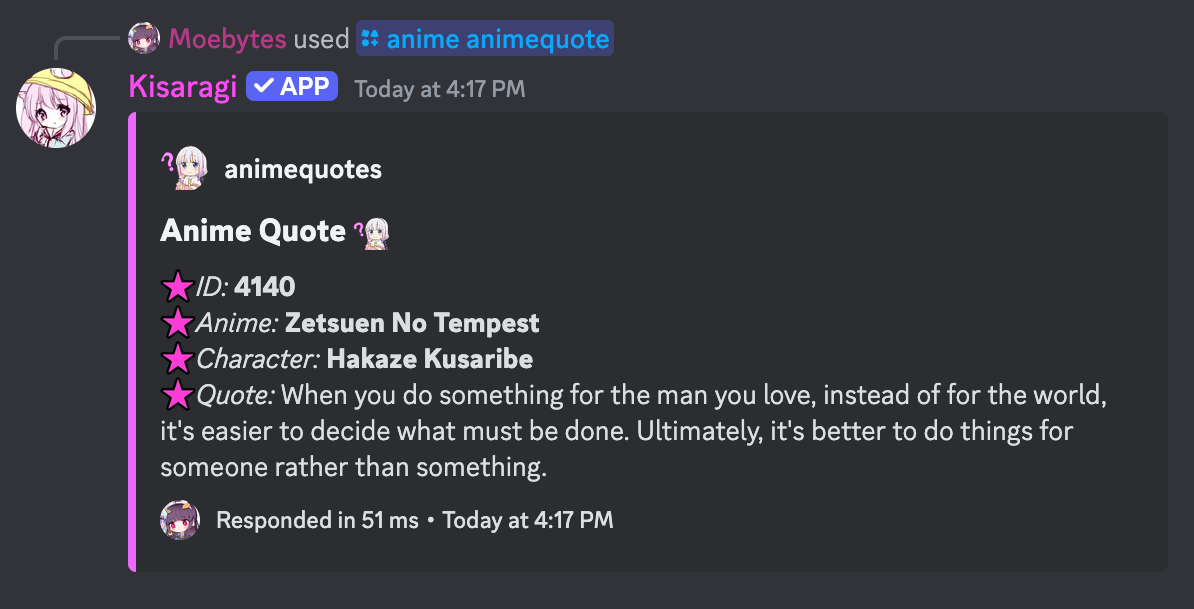 Moebytes used anime animequote
Kisaragi APP Today at 4:17 PM
? animequotes
Anime Quote ?
ID: 4140
Anime: Zetsuen No Tempest
Character: Hakaze Kusaribe
Quote: When you do something for the man you love, instead of for the world,
it's easier to decide what must be done. Ultimately, it's better to do things for
someone rather than something.
Responded in 51 ms • Today at 4:17 PM